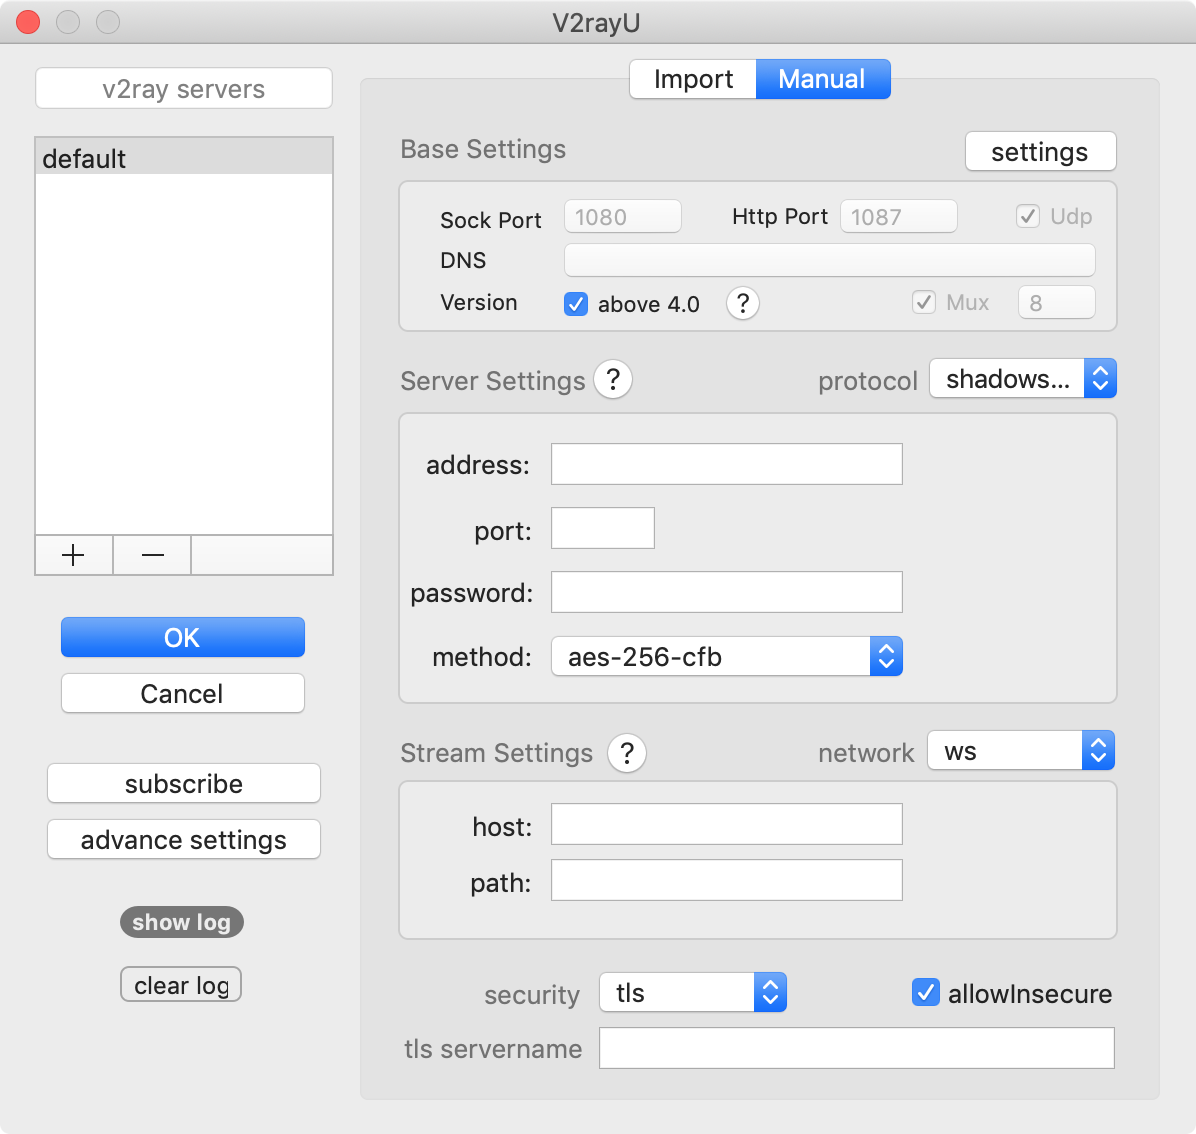 V2rayU
v2ray servers
default
OK
Cancel
subscribe
advance settings
show log
clear log
Import Manual
Base Settings settings
Sock Port 1080 Http Port 1087 Udp
DNS
Version above 4.0 ? Mux 8
Server Settings ? protocol shadows...
address:
port:
password:
method: aes-256-cfb
Stream Settings ? network ws
host:
path:
security tls allowInsecure
tls servername